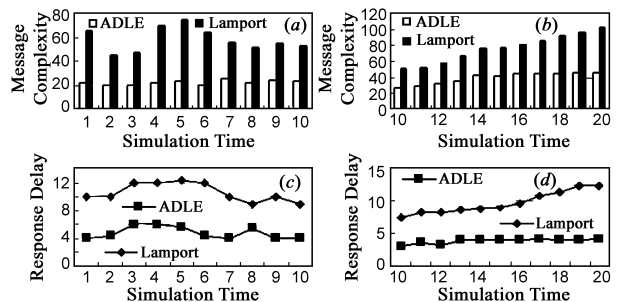 80
60
40
20
0
Message
Complexity
ADLE
Lamport
(a)
1 2 3 4 5 6 7 8 9 10
Simulation Time
120
100
80
60
40
20
0
Message
Complexity
ADLE
Lamport
(b)
10 12 14 16 18 20
Simulation Time
12
8
4
0
Response Delay
(c)
ADLE
Lamport
1 2 3 4 5 6 7 8 9 10
Simulation Time
15
10
5
0
Response Delay
ADLE
(d)
Lamport
10 12 14 16 18 20
Simulation Time